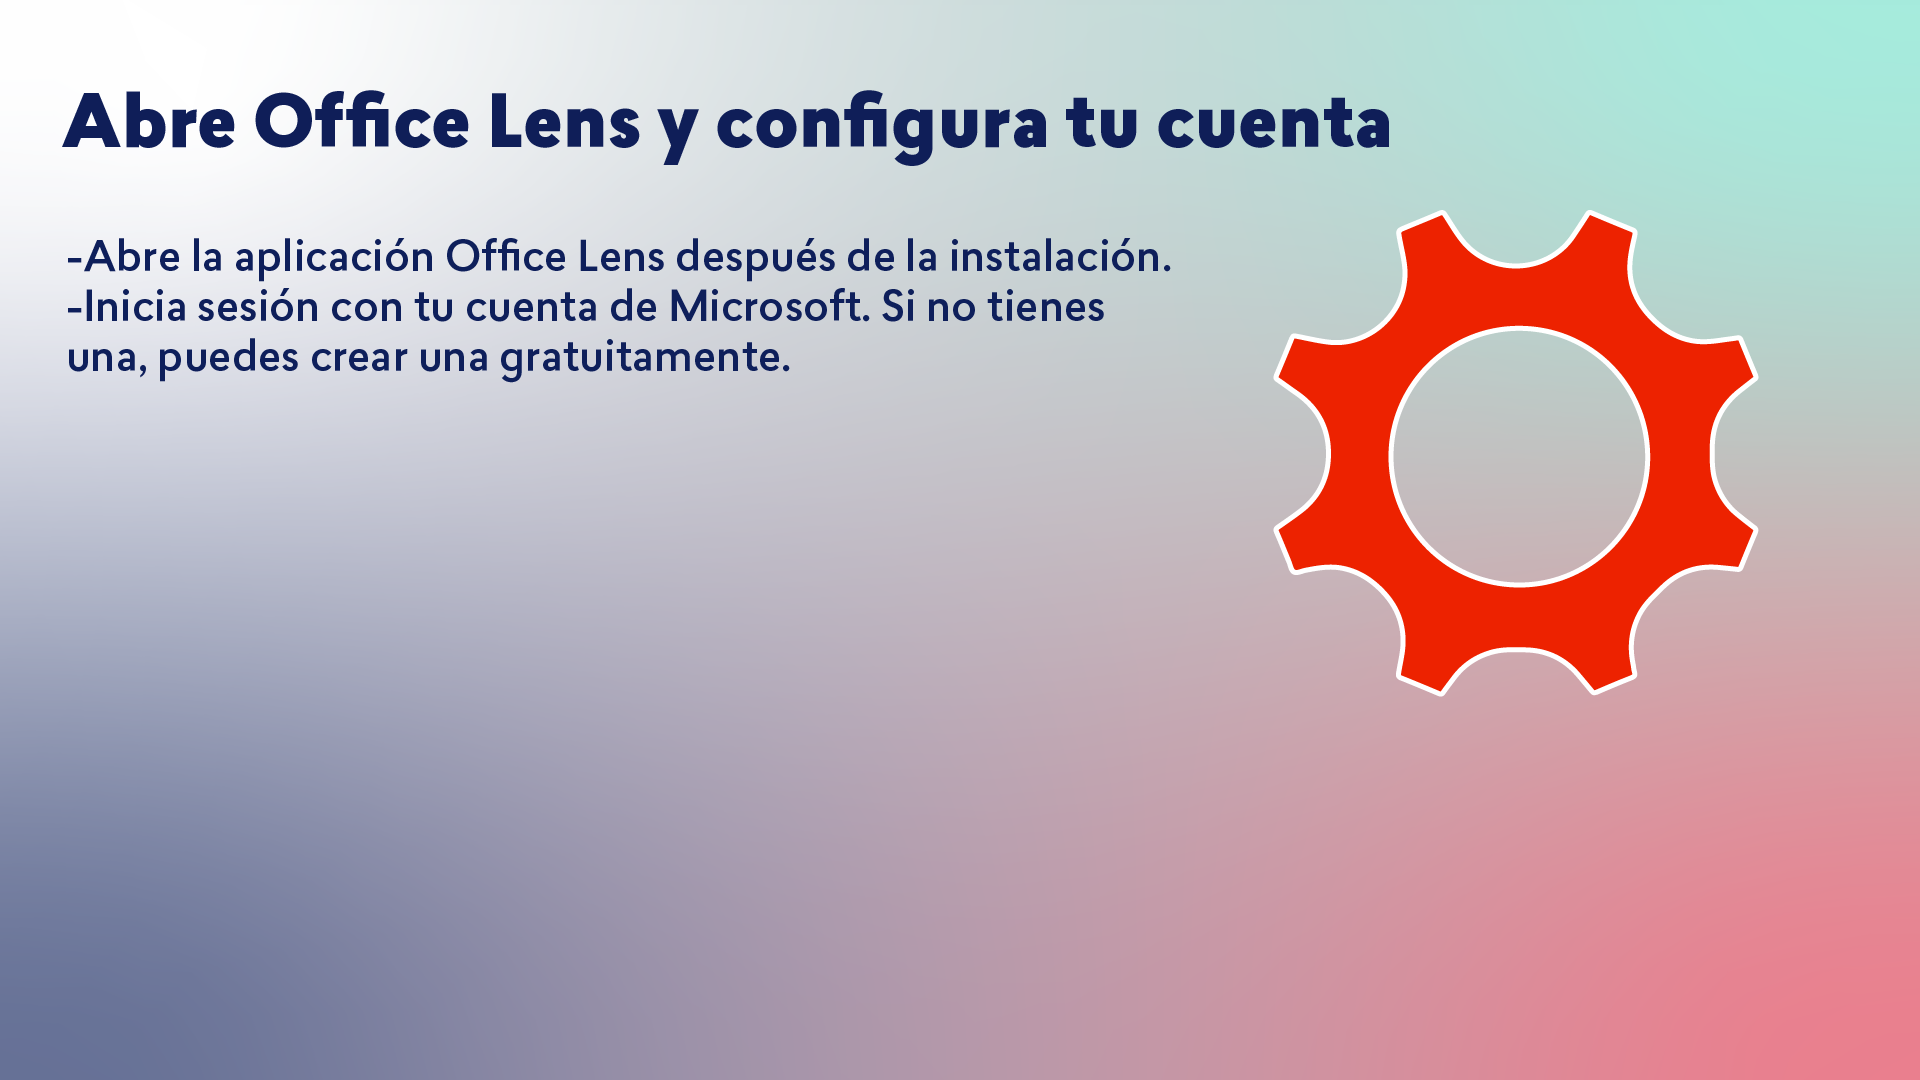 Abre Office Lens y configura tu cuenta
-Abre la aplicación Office Lens después de la instalación.
-Inicia sesión con tu cuenta de Microsoft. Si no tienes
una, puedes crear una gratuitamente.